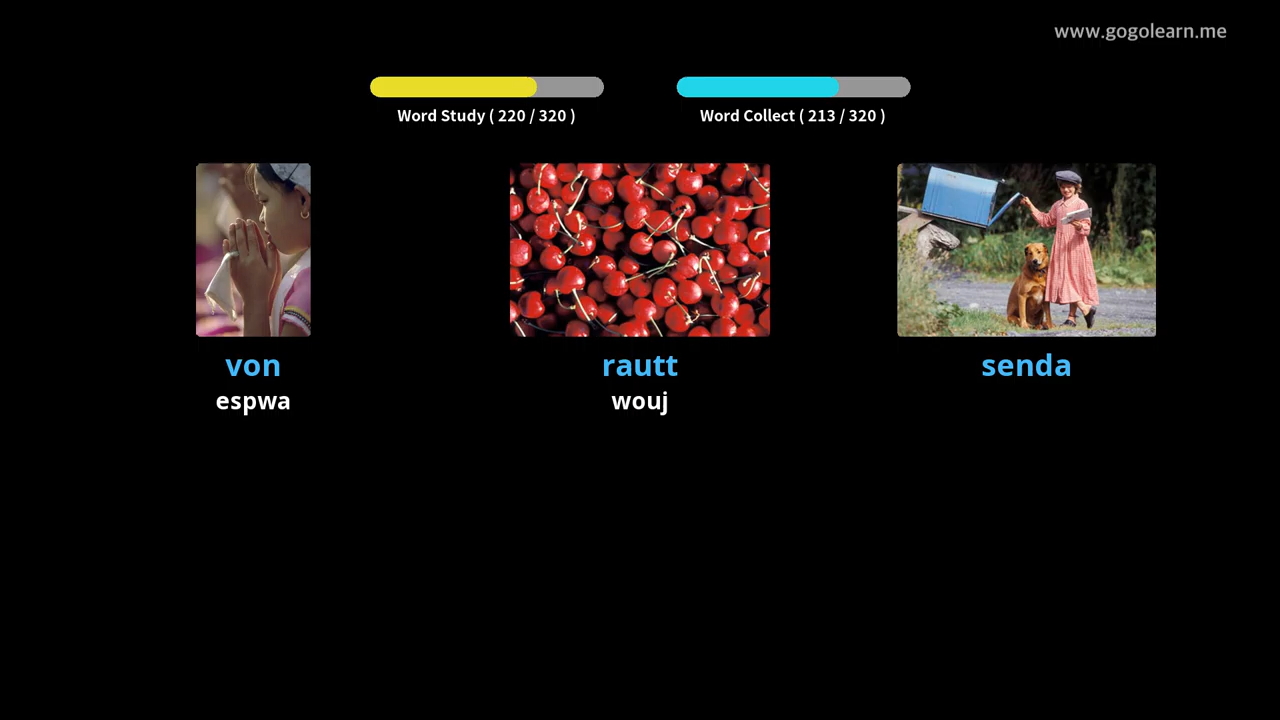 www.gogolearn.me
Word Study ( 220 / 320 )
Word Collect ( 213 / 320 )
von
rautt
senda
espwa
wouj